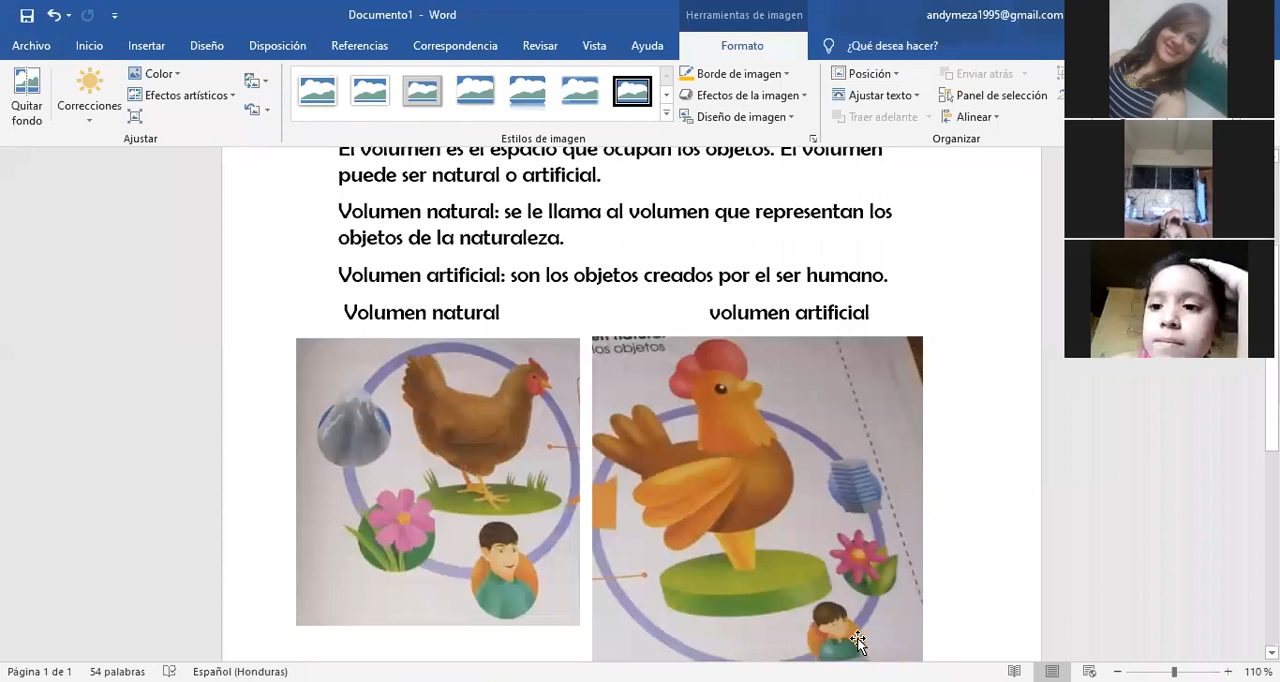 Documento1 - Word
Herramientas de imagen
andymeza1995@gmail.com
Archivo Inicio Insertar Diseño Disposición Referencias Correspondencia Revisar Vista Ayuda Formato ¿Qué desea hacer?
Quitar fondo
Correcciones
Color
Efectos artísticos
Borde de imagen
Efectos de la imagen
Diseño de imagen
Posición
Ajustar texto
Traer adelante
Enviar atrás
Panel de selección
Alinear
Ajustar
Estilos de imagen
Organizar
El volumen es el espacio que ocupan los objetos. El volumen
puede ser natural o artificial.
Volumen natural: se le llama al volumen que representan los
objetos de la naturaleza.
Volumen artificial: son los objetos creados por el ser humano.
Volumen natural volumen artificial
los objetos
Página 1 de 1 54 palabras Español (Honduras) 110 %